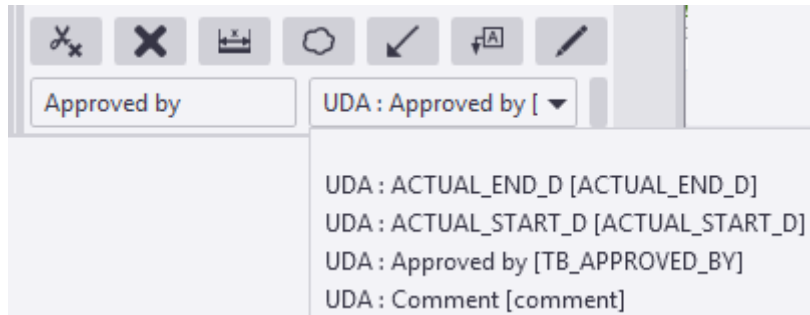 Approved by
UDA : Approved by [
UDA : ACTUAL_END_D [ACTUAL_END_D]
UDA : ACTUAL_START_D [ACTUAL_START_D]
UDA : Approved by [TB_APPROVED_BY]
UDA : Comment [comment]